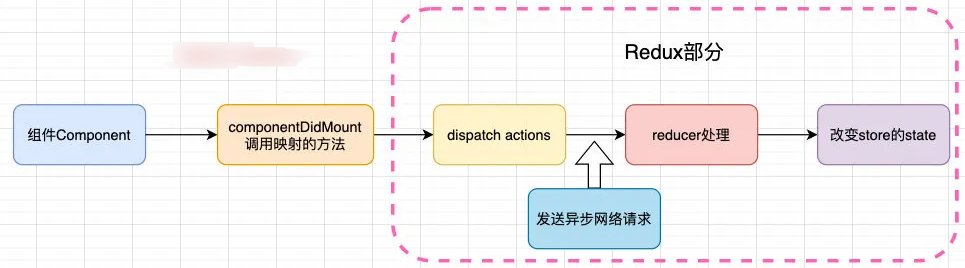 Redux部分
组件Component
componentDidMount
调用映射的方法
dispatch actions
reducer处理
改变store的state
发送异步网络请求